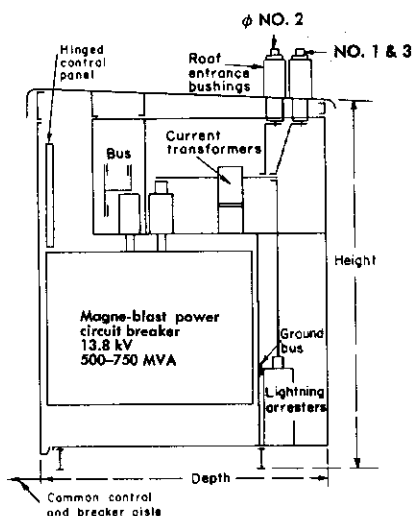 ϕ NO. 2
NO. 1 & 3
Hinged
control
panel
Roof
entrance
bushings
Bus
Current
transformers
Height
Magne-blast power
circuit breaker
13.8 kV
500–750 MVA
Ground
bus
Lightning
arresters
Depth
Common control
and breaker aisle